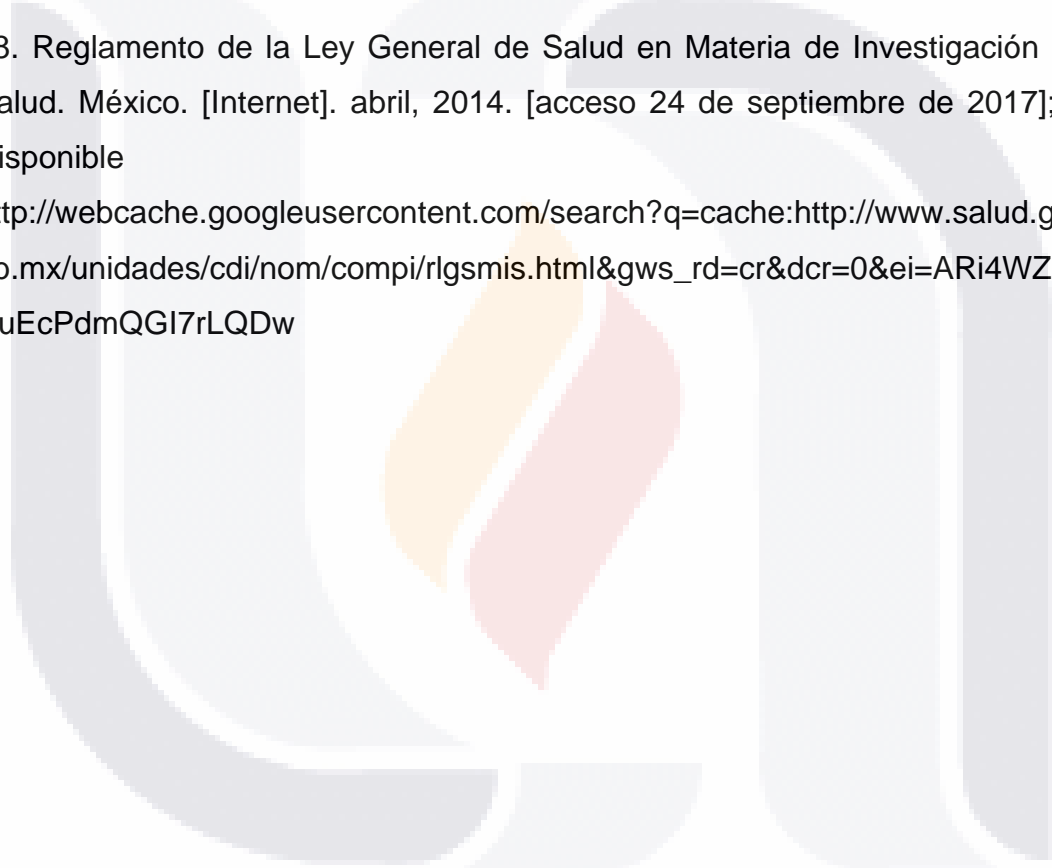 3. Reglamento de la Ley General de Salud en Materia de Investigación
alud. México. [Internet]. abril, 2014. [acceso 24 de septiembre de 2017];
isponible
ttp://webcache.googleusercontent.com/search?q=cache:http://www.salud.g
o.mx/unidades/cdi/nom/compi/rlgsmis.html&gws_rd=cr&dcr=0&ei=ARi4WZ
uEcPdmQGI7rLQDw